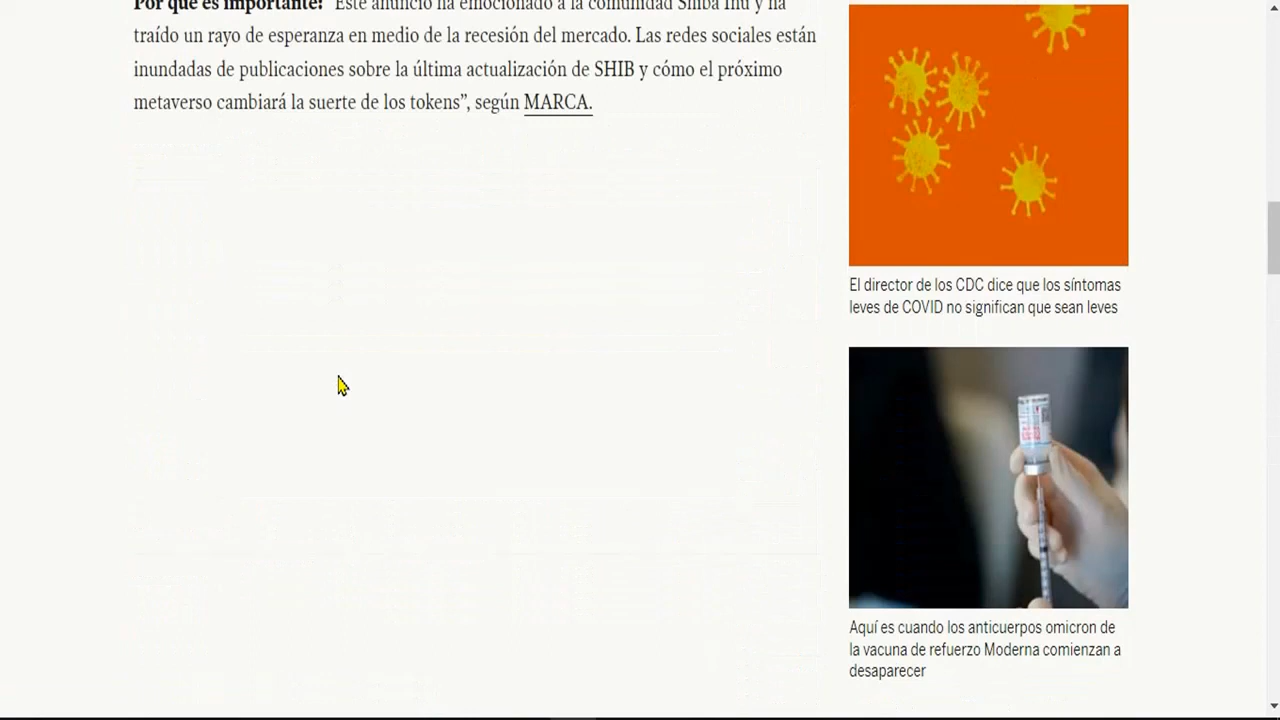 Por qué es importante: “Este anuncio ha emocionado a la comunidad Shiba Inu y ha
traído un rayo de esperanza en medio de la recesión del mercado. Las redes sociales están
inundadas de publicaciones sobre la última actualización de SHIB y cómo el próximo
metaverso cambiará la suerte de los tokens”, según MARCA.
El director de los CDC dice que los síntomas
leves de COVID no significan que sean leves
Aquí es cuando los anticuerpos omicron de
la vacuna de refuerzo Moderna comienzan a
desaparecer